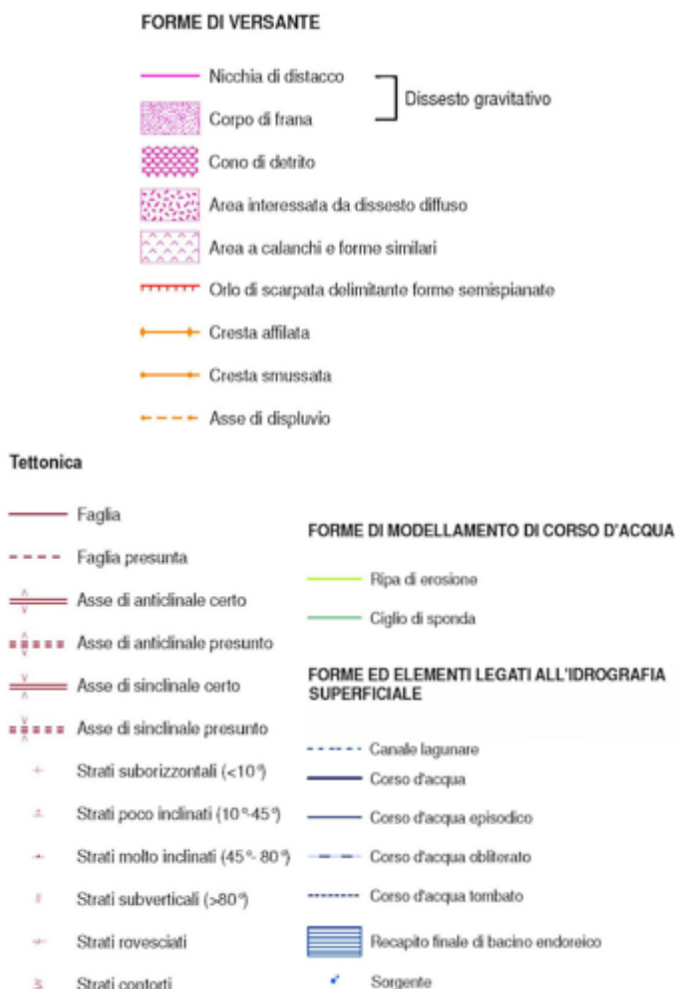 FORME DI VERSANTE
Nicchia di distacco
Dissesto gravitativo
Corpo di frana
Cono di detrito
Area interessata da dissesto diffuso
Area a calanchi e forme similari
Orlo di scarpata delimitante forme semispianate
Cresta affilata
Cresta smussata
Asse di displuvio
Tettonica
Faglia
Faglia presunta
Asse di anticlinale certo
Asse di anticlinale presunto
Asse di sinclinale certo
Asse di sinclinale presunto
Strati suborizzontali (<10°)
Strati poco inclinati (10°-45°)
Strati molto inclinati (45°- 80°)
Strati subverticali (>80°)
Strati rovesciati
Strati contorti
FORME DI MODELLAMENTO DI CORSO D'ACQUA
Ripa di erosione
Ciglio di sponda
FORME ED ELEMENTI LEGATI ALL'IDROGRAFIA
SUPERFICIALE
Canale lagunare
Corso d'acqua
Corso d'acqua episodico
Corso d'acqua obliterato
Corso d'acqua tombato
Recapito finale di bacino endoreico
Sorgente